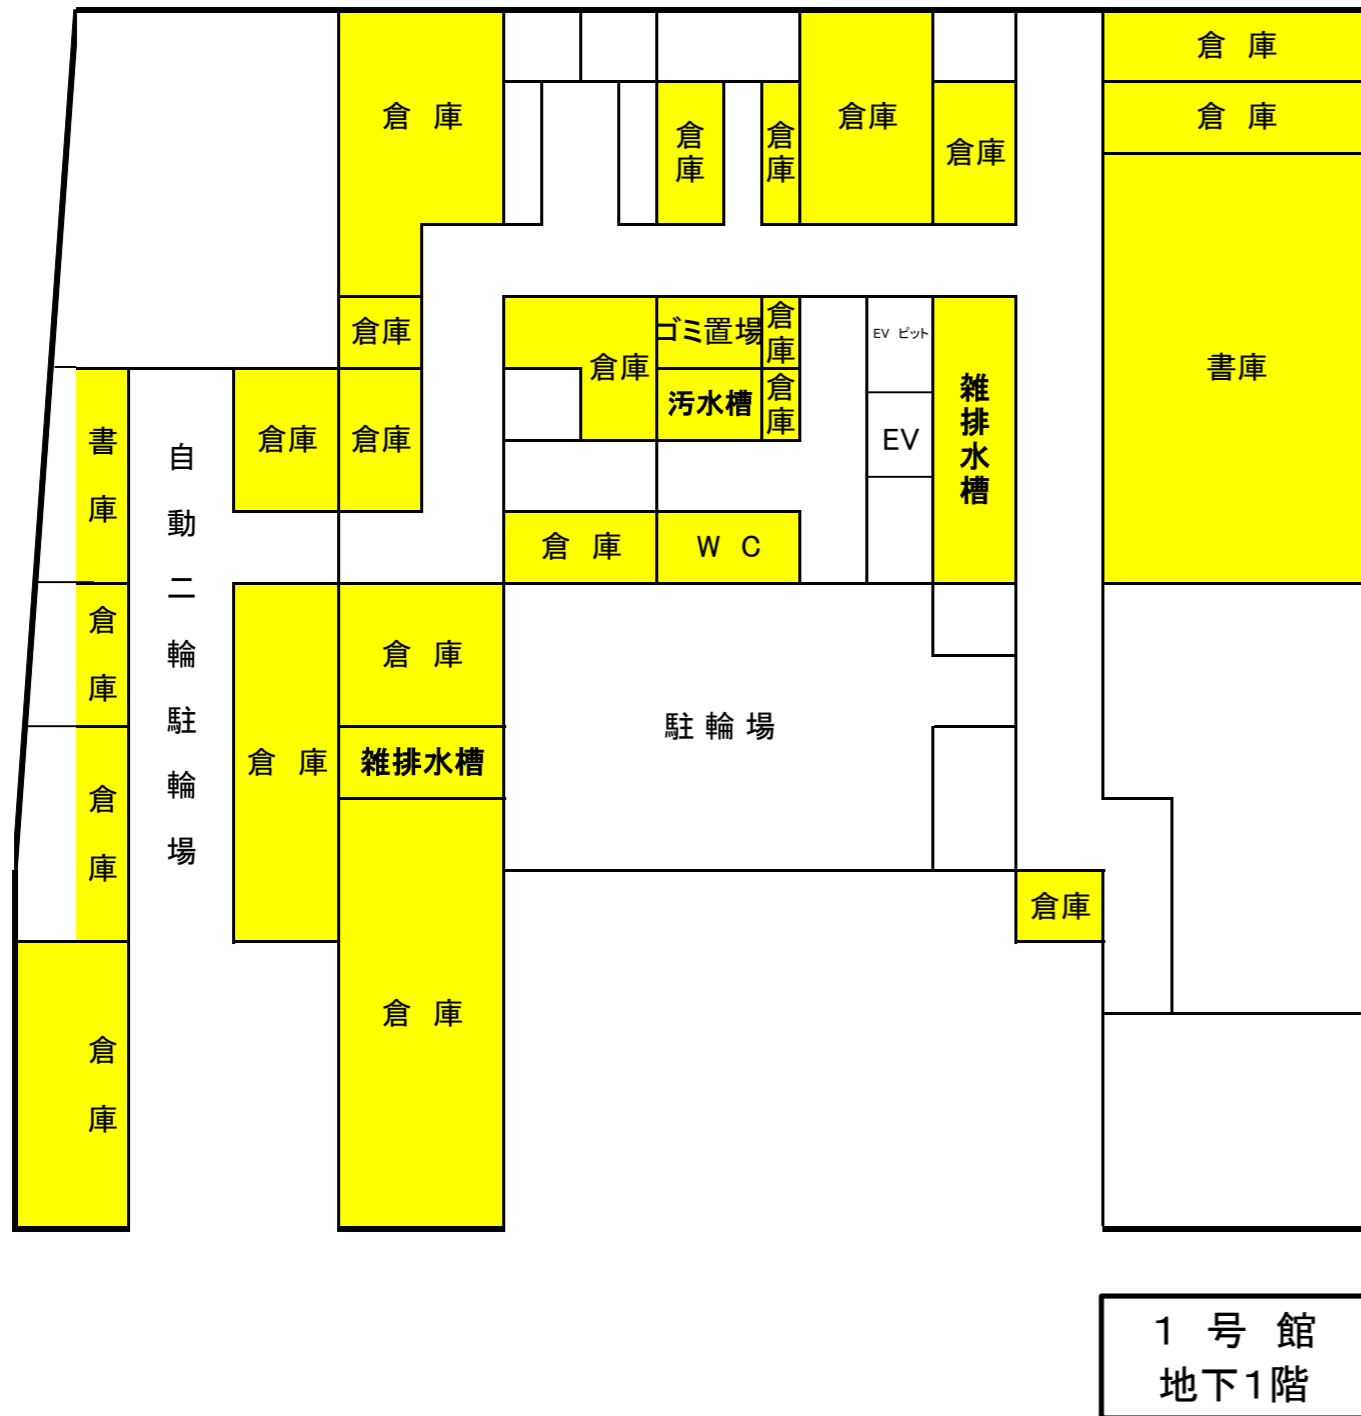 倉 庫
倉 庫
倉庫
倉庫
倉庫
倉庫
倉 庫
倉 庫
倉庫
ゴミ置場
倉庫
EV ピット
倉庫
書庫
書庫
自動二輪駐輪場
倉庫
倉庫
汚水槽
倉庫
EV
雑排水槽
倉 庫
W C
倉庫
倉 庫
駐 輪 場
倉庫
倉 庫
雑排水槽
倉庫
倉庫
倉 庫
1 号 館
地下1階